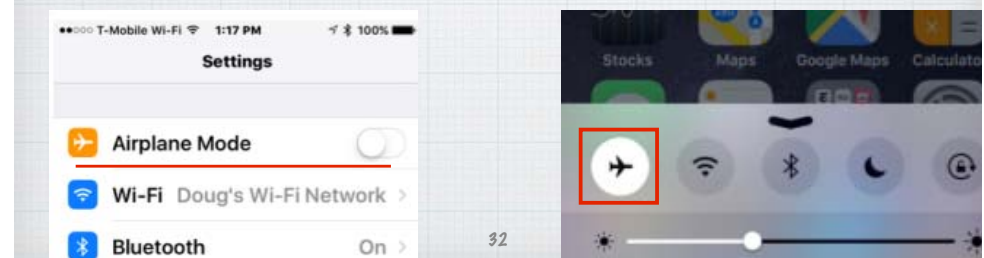 T-Mobile Wi-Fi 1:17 PM 100%
Settings
Airplane Mode
Wi-Fi Doug's Wi-Fi Network >
Bluetooth On >
32
Stocks Maps Google Maps Calculato